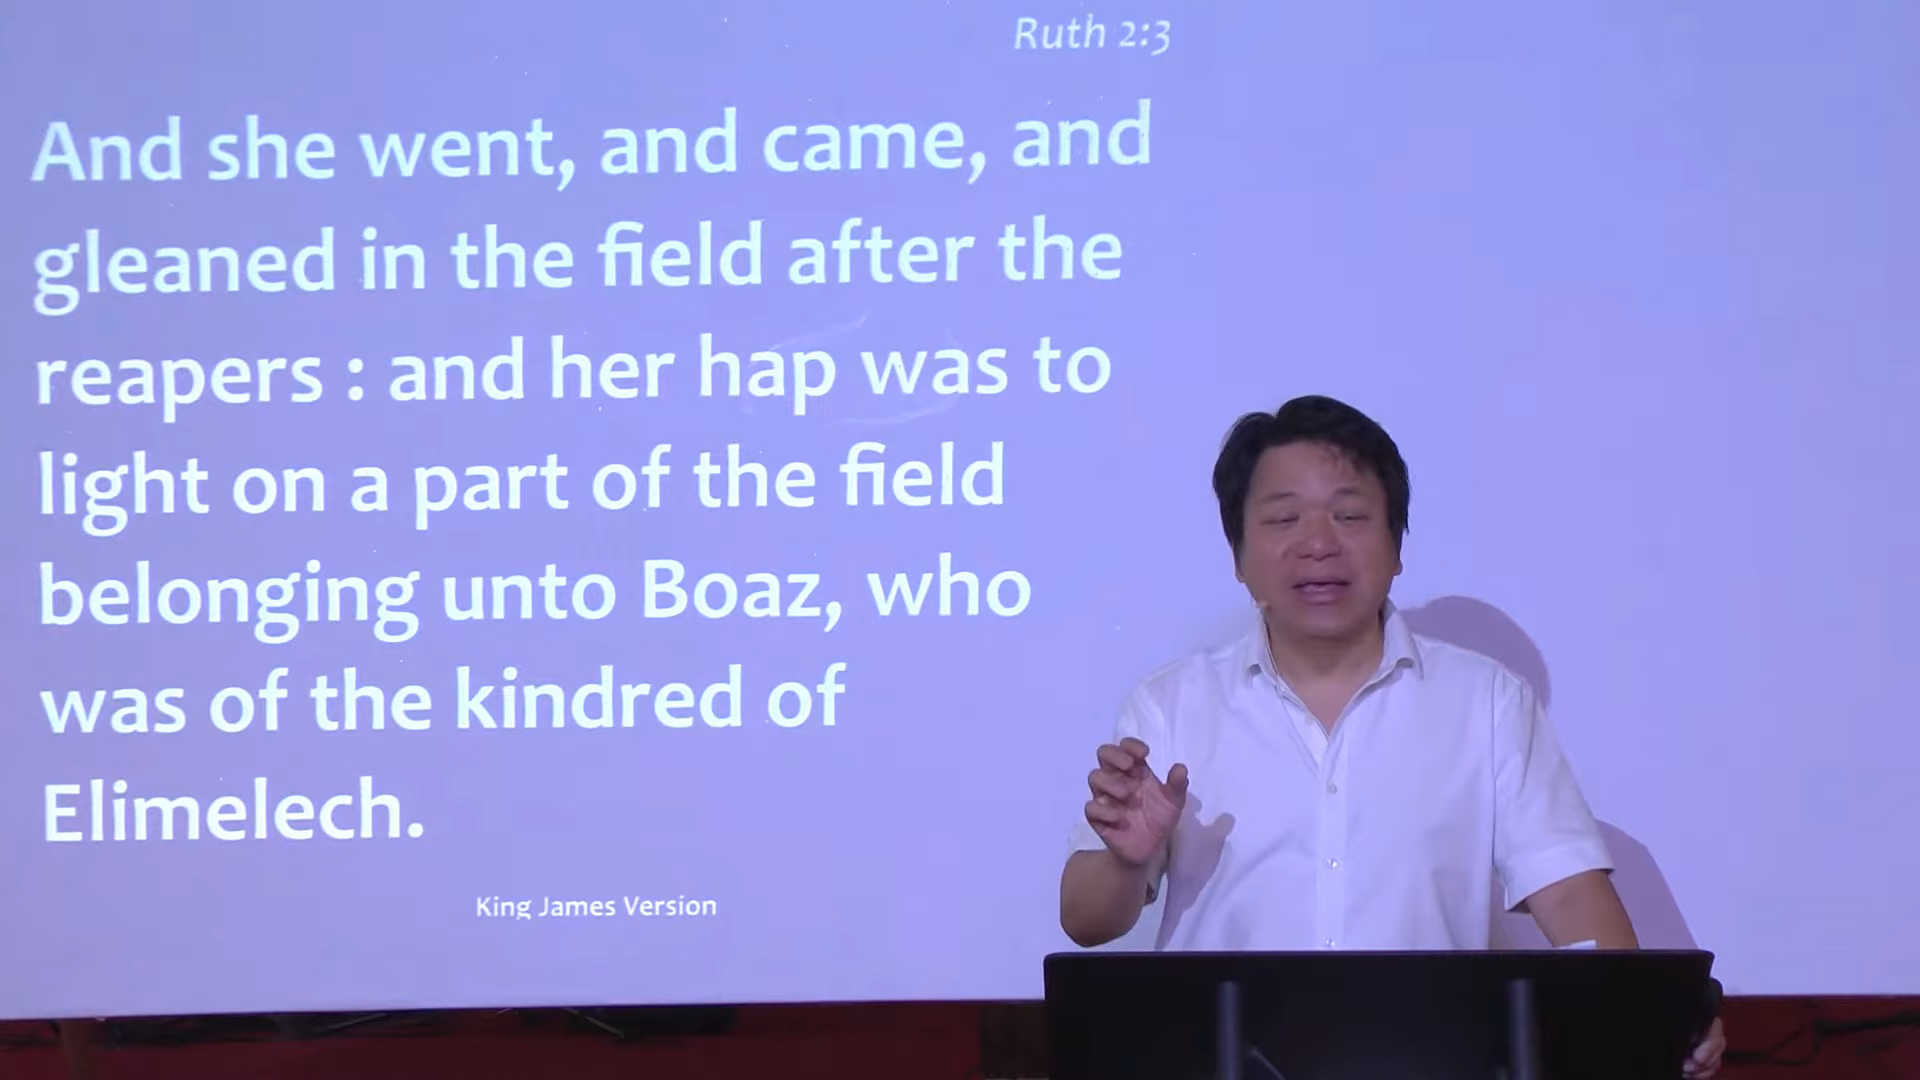 Ruth 2:3
And she went, and came, and
gleaned in the field after the
reapers : and her hap was to
light on a part of the field
belonging unto Boaz, who
was of the kindred of
Elimelech.
King James Version